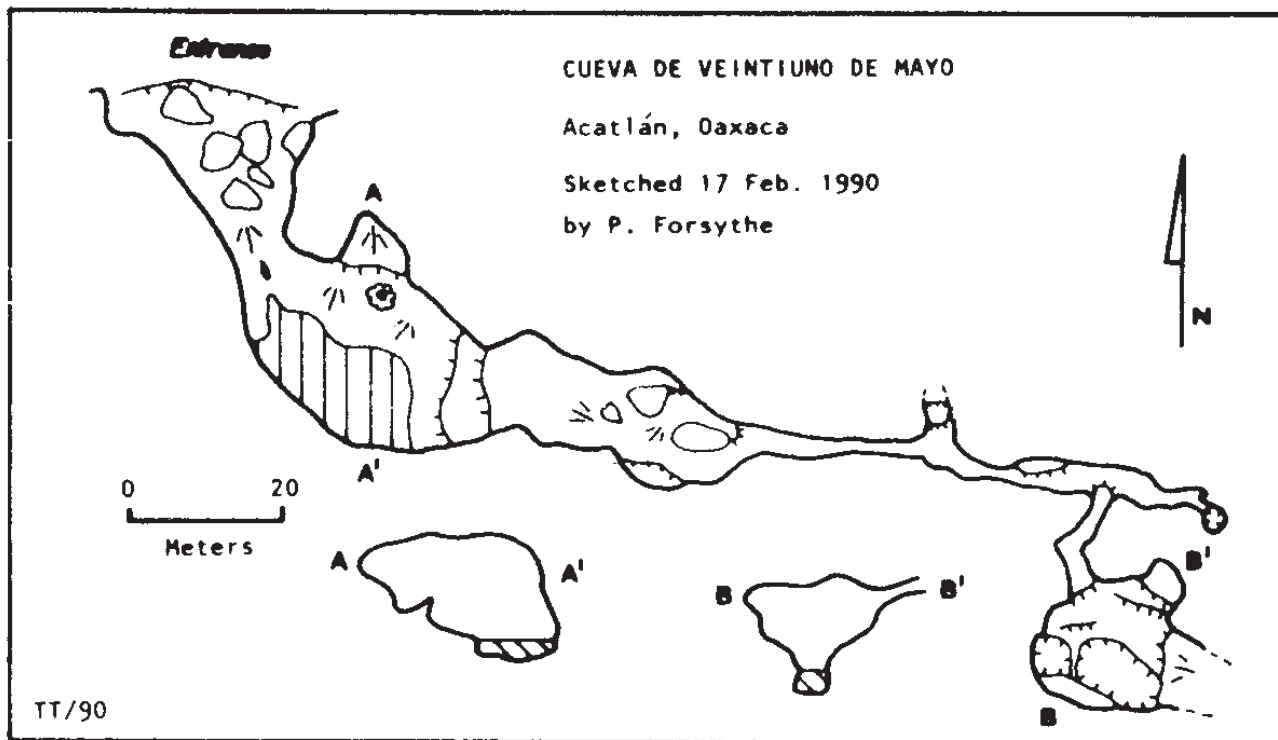 Entrance
CUEVA DE VEINTIUNO DE MAYO
Acatlán, Oaxaca
Sketched 17 Feb. 1990
by P. Forsythe
A
N
A'
0 20
Meters
A A'
B B'
B'
B
TT/90